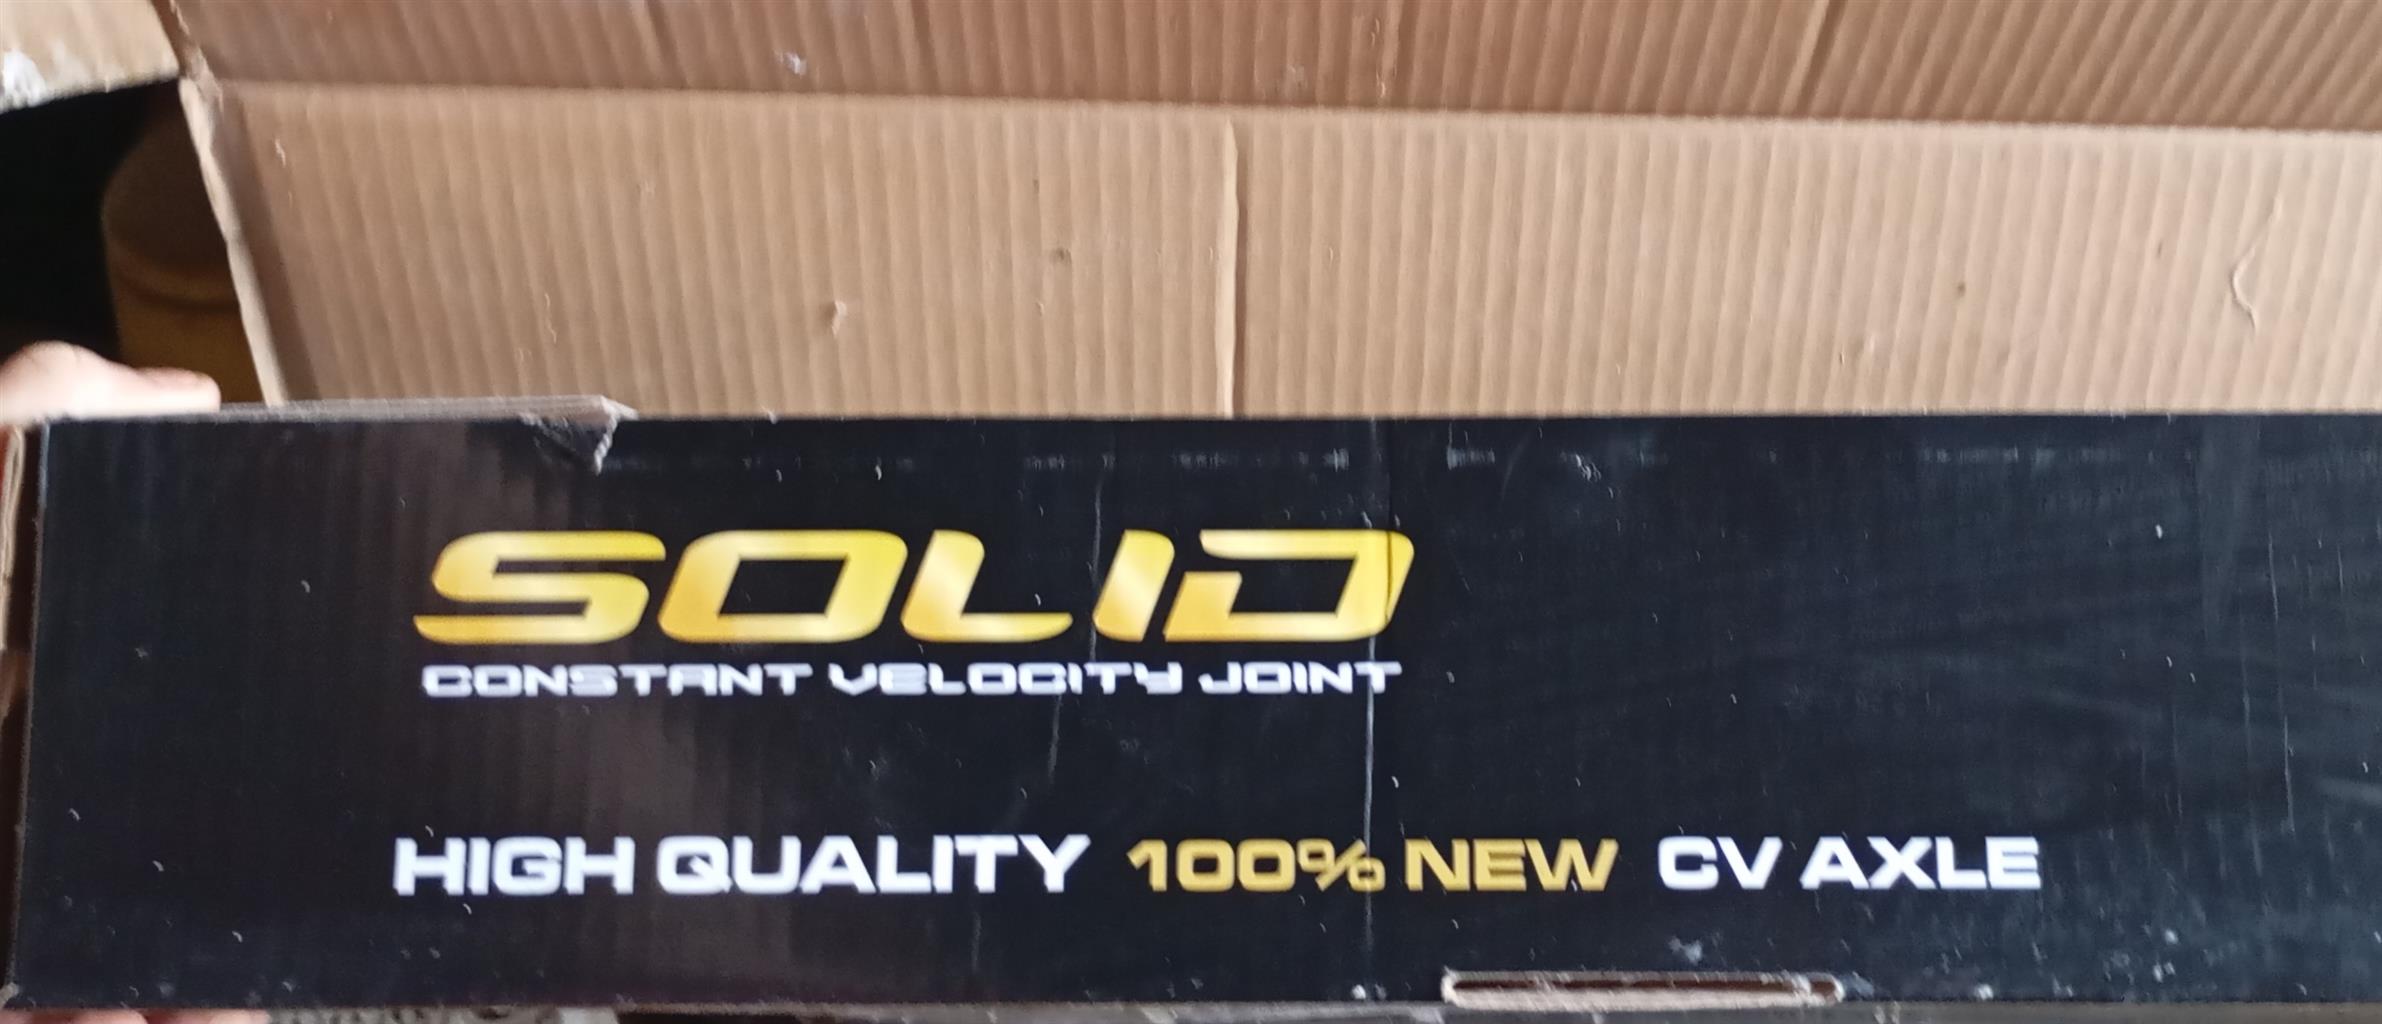 SOLID
CONSTANT VELOCITY JOINT
HIGH QUALITY 100% NEW CV AXLE